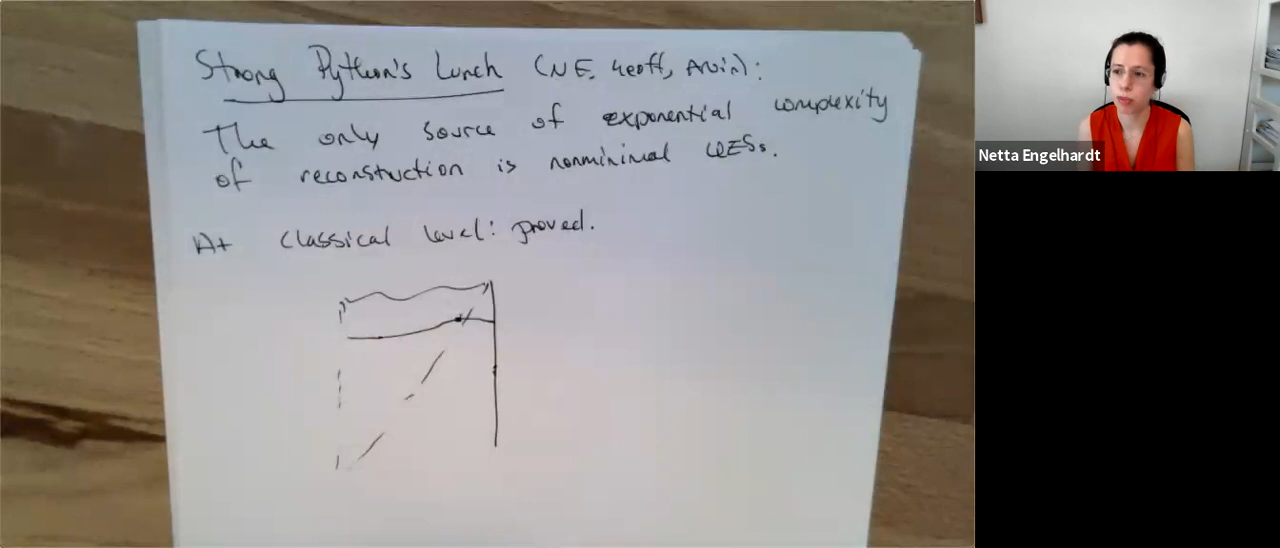 Strong Python's Lunch (NE, Geoff, Arvin):
The only source of exponential complexity
of reconstruction is nonminimal QESs.
At classical level: proved.
Netta Engelhardt